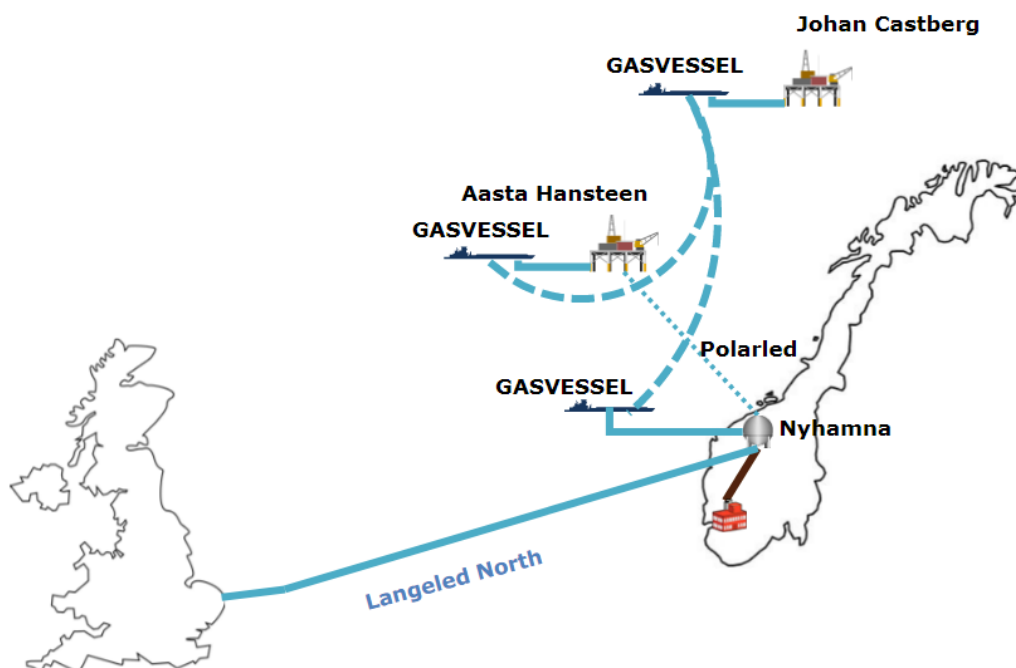 Johan Castberg
GASVESSEL
Aasta Hansteen
GASVESSEL
Polarled
GASVESSEL
Nyhamna
Langeled North